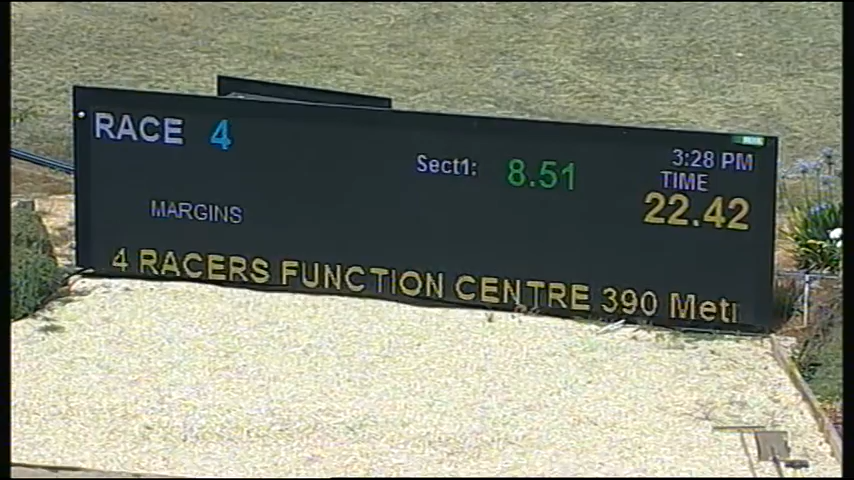 RACE 4
Sect1: 8.51
3:28 PM
TIME
22.42
MARGINS
4 RACERS FUNCTION CENTRE 390 Met